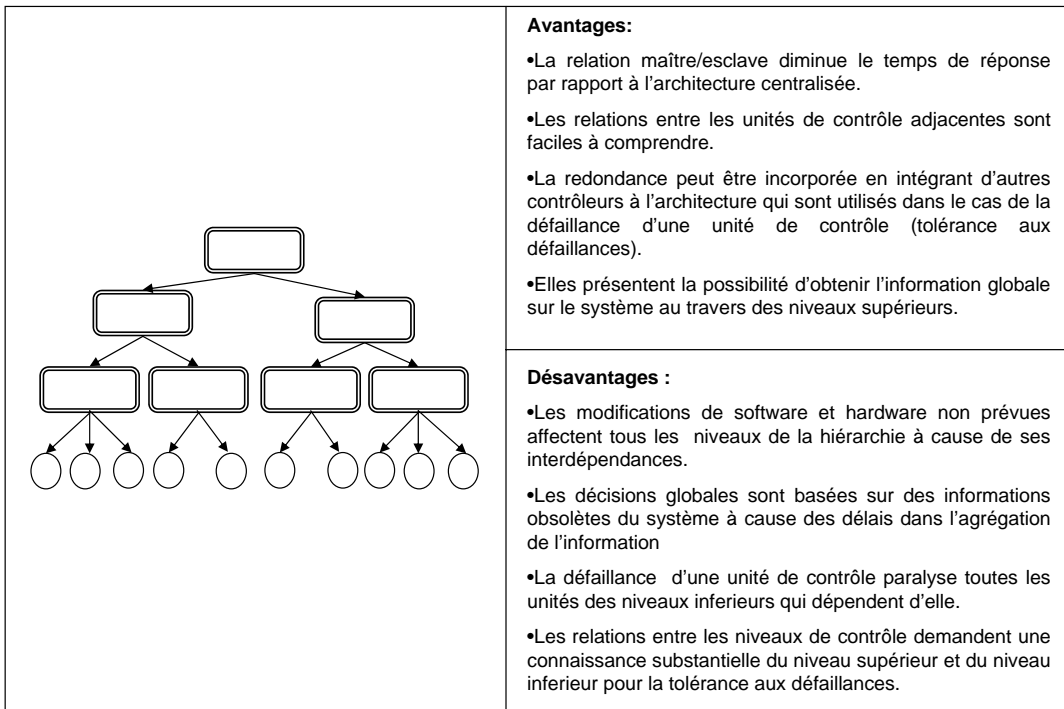 Avantages:
•La relation maître/esclave diminue le temps de réponse
par rapport à l'architecture centralisée.
•Les relations entre les unités de contrôle adjacentes sont
faciles à comprendre.
•La redondance peut être incorporée en intégrant d'autres
contrôleurs à l'architecture qui sont utilisés dans le cas de la
défaillance d'une unité de contrôle (tolérance aux
défaillances).
•Elles présentent la possibilité d'obtenir l'information globale
sur le système au travers des niveaux supérieurs.
Désavantages :
•Les modifications de software et hardware non prévues
affectent tous les niveaux de la hiérarchie à cause de ses
interdépendances.
•Les décisions globales sont basées sur des informations
obsolètes du système à cause des délais dans l'agrégation
de l'information
•La défaillance d'une unité de contrôle paralyse toutes les
unités des niveaux inferieurs qui dépendent d'elle.
•Les relations entre les niveaux de contrôle demandent une
connaissance substantielle du niveau supérieur et du niveau
inferieur pour la tolérance aux défaillances.